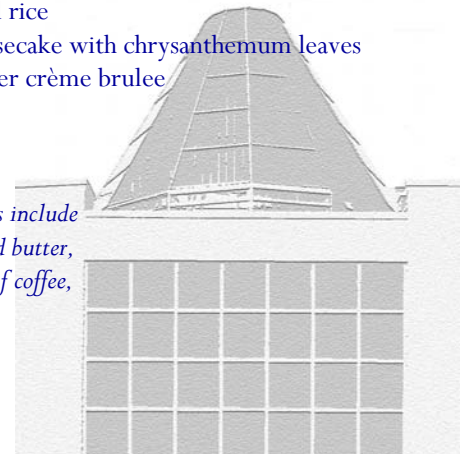 rice
secake with chrysanthemum leaves
er crème brulee
s include
d butter,
f coffee,